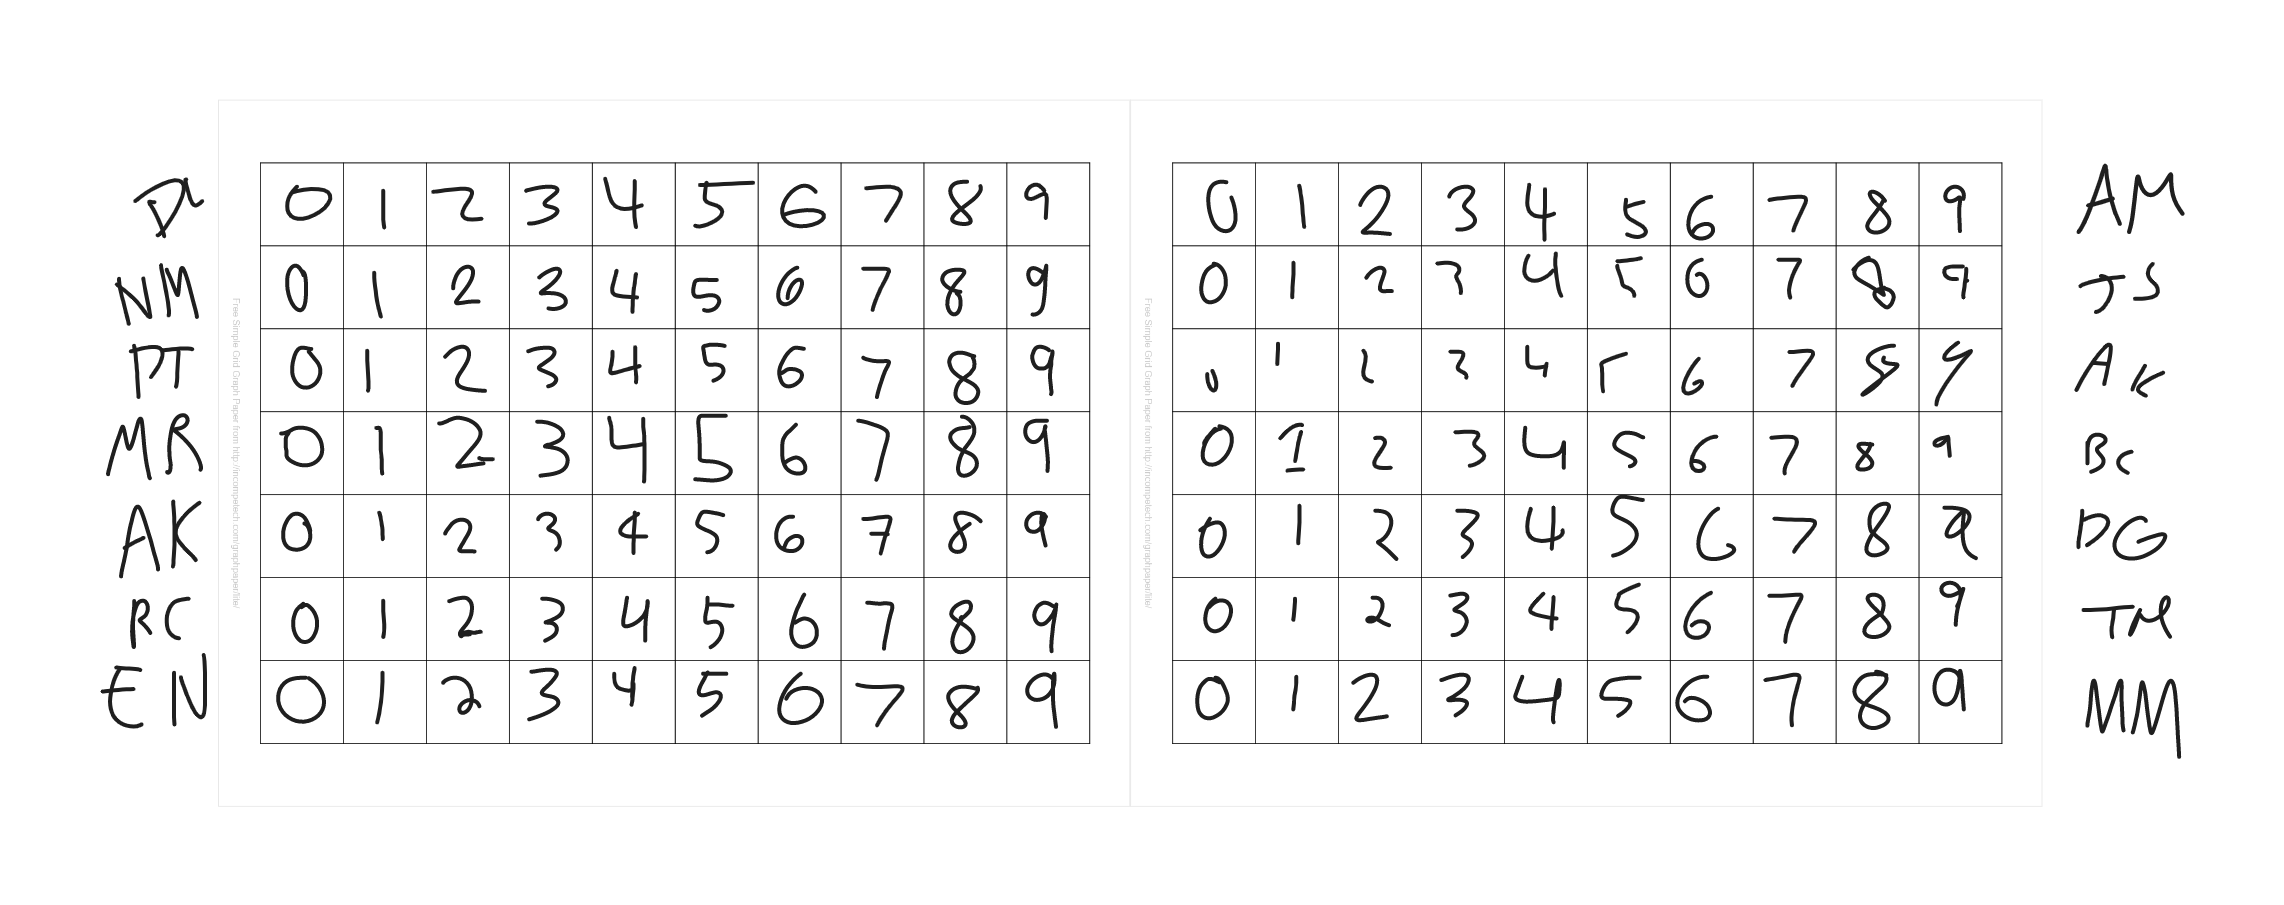 DL 0 1 2 3 4 5 6 7 8 9
NM 0 1 2 3 4 5 6 7 8 9
PT 0 1 2 3 4 5 6 7 8 9
MR 0 1 2 3 4 5 6 7 8 9
AK 0 1 2 3 4 5 6 7 8 9
RC 0 1 2 3 4 5 6 7 8 9
EN 0 1 2 3 4 5 6 7 8 9
Free Simple Grid Graph Paper from http://incompetech.com/graphpaper/lite/
0 1 2 3 4 5 6 7 8 9 AM
0 1 2 3 4 5 6 7 8 9 JS
0 1 2 3 4 5 6 7 8 9 AK
0 1 2 3 4 5 6 7 8 9 BC
0 1 2 3 4 5 6 7 8 9 DG
0 1 2 3 4 5 6 7 8 9 TM
0 1 2 3 4 5 6 7 8 9 MM
Free Simple Grid Graph Paper from http://incompetech.com/graphpaper/lite/